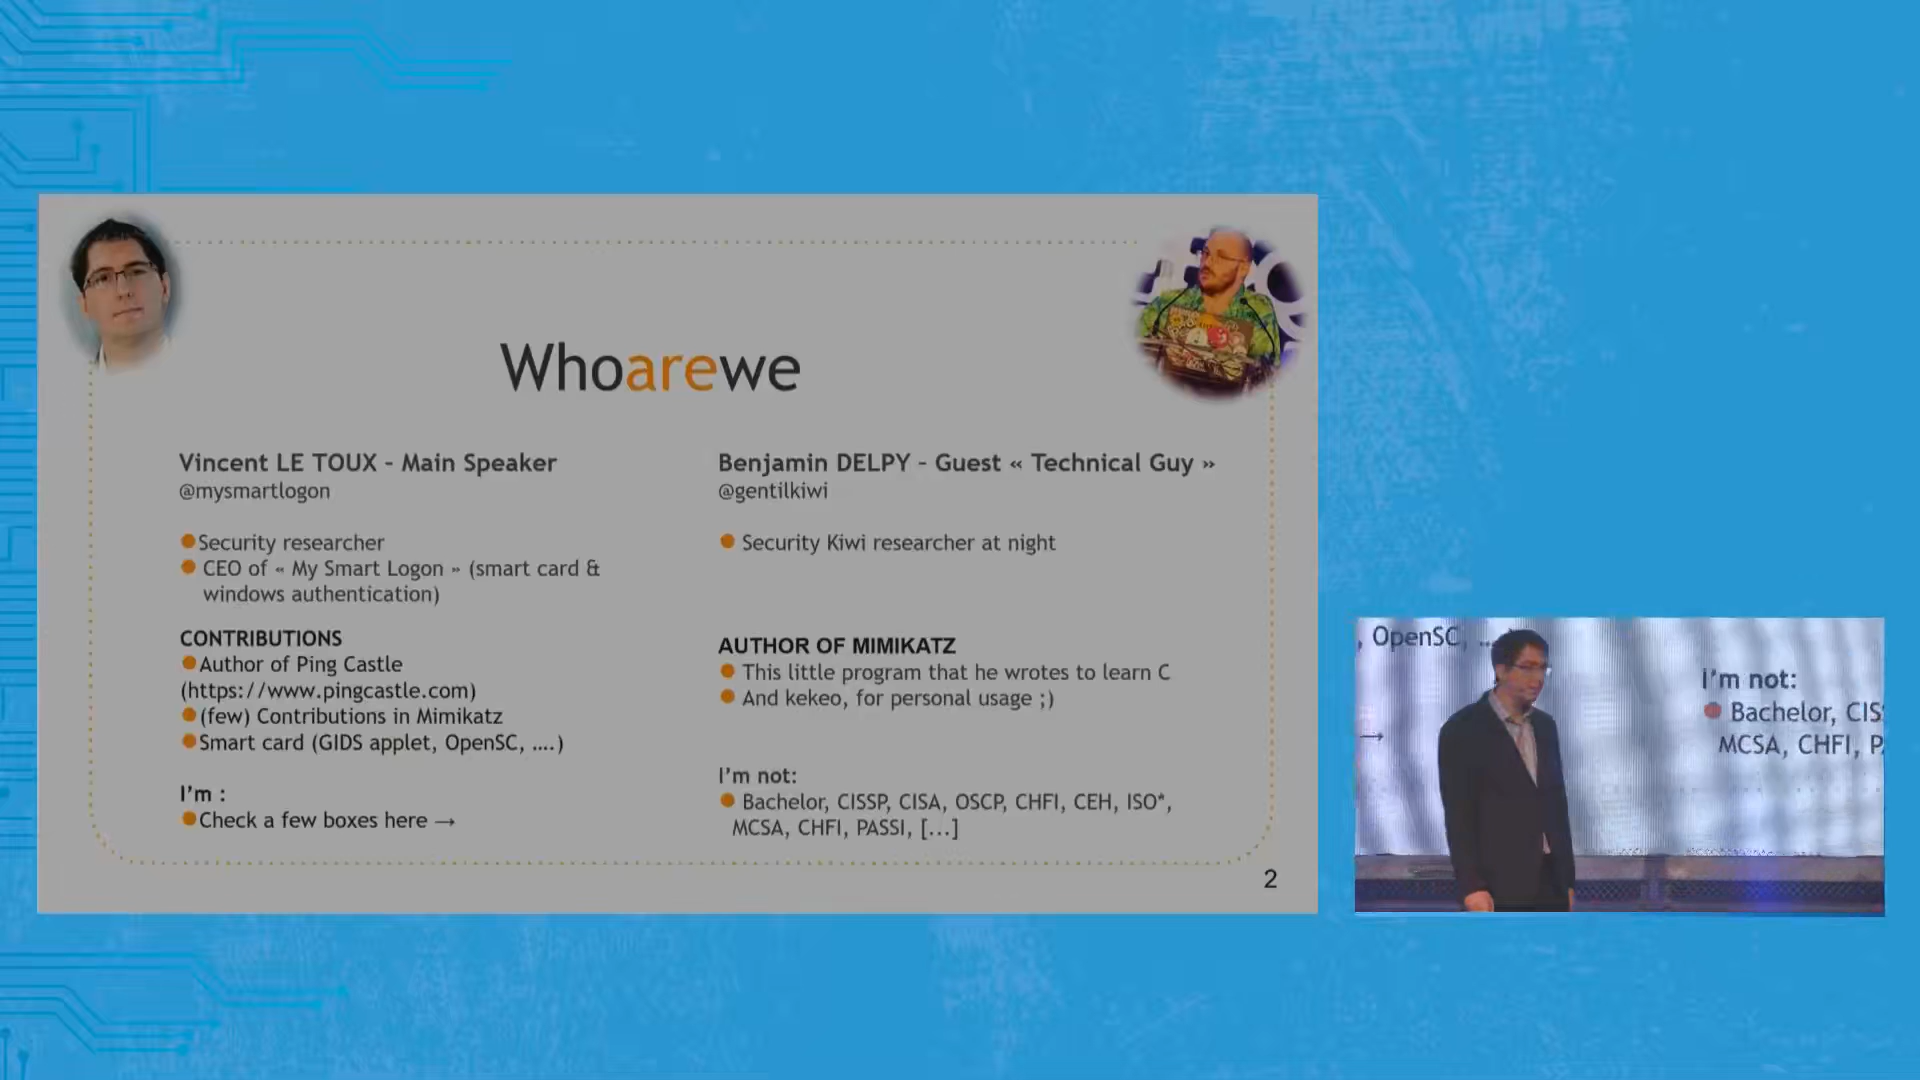 Whoarewe
Vincent LE TOUX - Main Speaker
@mysmartlogon
Security researcher
CEO of « My Smart Logon » (smart card &
windows authentication)
CONTRIBUTIONS
Author of Ping Castle
(https://www.pingcastle.com)
(few) Contributions in Mimikatz
Smart card (GIDS applet, OpenSC, ....)
I'm :
Check a few boxes here →
Benjamin DELPY - Guest « Technical Guy »
@gentilkiwi
Security Kiwi researcher at night
AUTHOR OF MIMIKATZ
This little program that he wrotes to learn C
And kekeo, for personal usage ;)
I'm not:
Bachelor, CISSP, CISA, OSCP, CHFI, CEH, ISO*,
MCSA, CHFI, PASSI, [...]
2
, OpenSC, ...
→
I'm not:
Bachelor, CIS
MCSA, CHFI, P